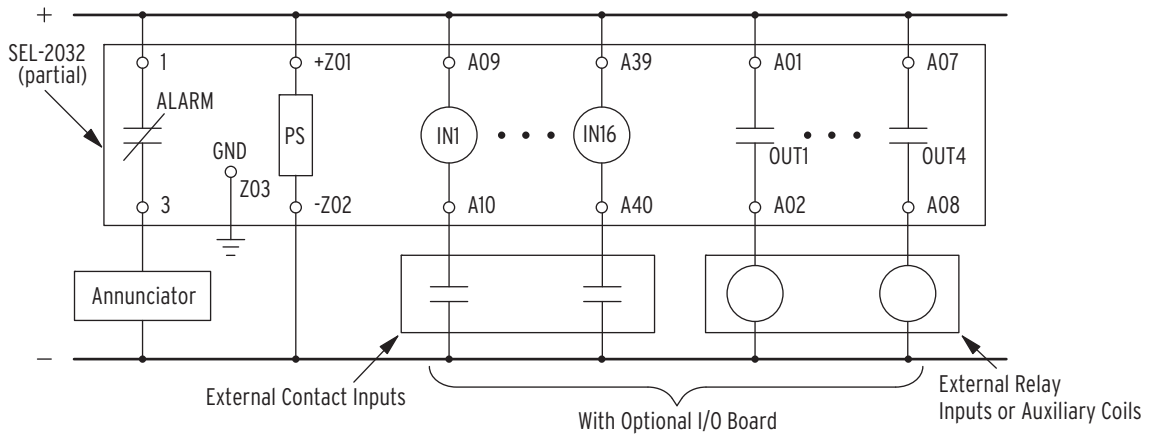 +
SEL-2032
(partial)
1
+Z01
A09
A39
A01
A07
ALARM
PS
IN1
IN16
GND
Z03
OUT1
OUT4
3
-Z02
A10
A40
A02
A08
Annunciator
–
External Contact Inputs
With Optional I/O Board
External Relay
Inputs or Auxiliary Coils